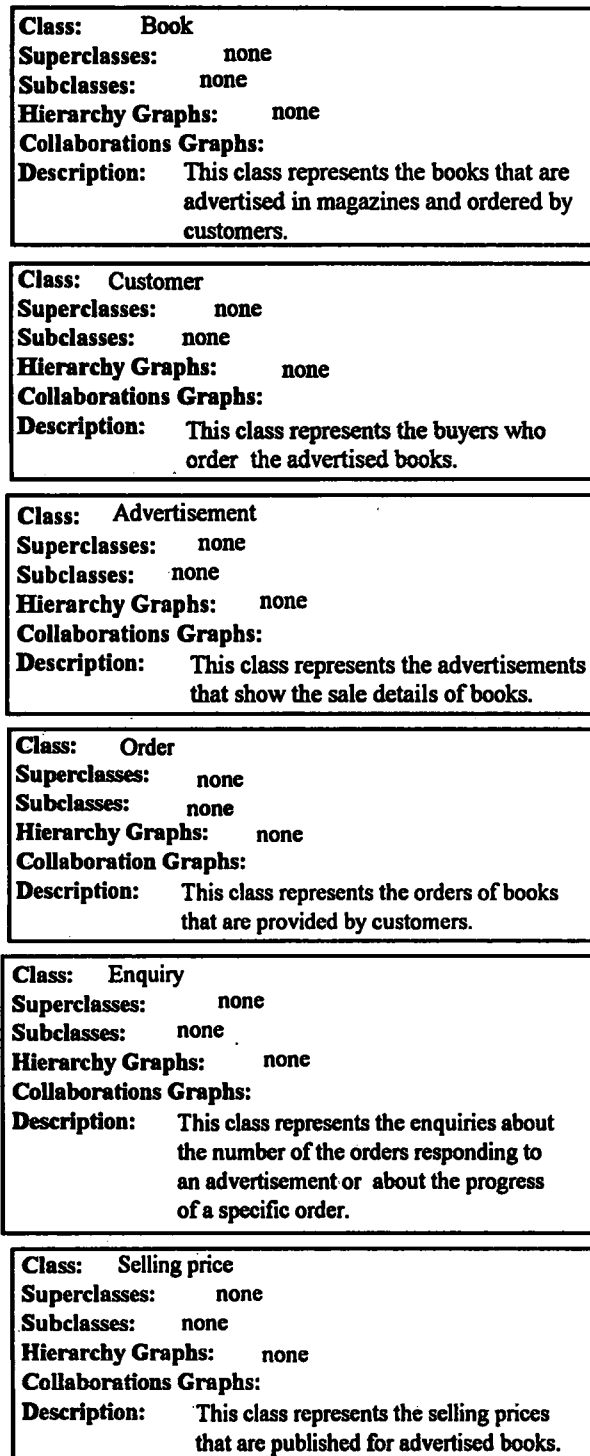 Class: Book
Superclasses: none
Subclasses: none
Hierarchy Graphs: none
Collaborations Graphs:
Description: This class represents the books that are
advertised in magazines and ordered by
customers.
Class: Customer
Superclasses: none
Subclasses: none
Hierarchy Graphs: none
Collaborations Graphs:
Description: This class represents the buyers who
order the advertised books.
Class: Advertisement
Superclasses: none
Subclasses: none
Hierarchy Graphs: none
Collaborations Graphs:
Description: This class represents the advertisements
that show the sale details of books.
Class: Order
Superclasses: none
Subclasses: none
Hierarchy Graphs: none
Collaboration Graphs:
Description: This class represents the orders of books
that are provided by customers.
Class: Enquiry
Superclasses: none
Subclasses: none
Hierarchy Graphs: none
Collaborations Graphs:
Description: This class represents the enquiries about
the number of the orders responding to
an advertisement or about the progress
of a specific order.
Class: Selling price
Superclasses: none
Subclasses: none
Hierarchy Graphs: none
Collaborations Graphs:
Description: This class represents the selling prices
that are published for advertised books.